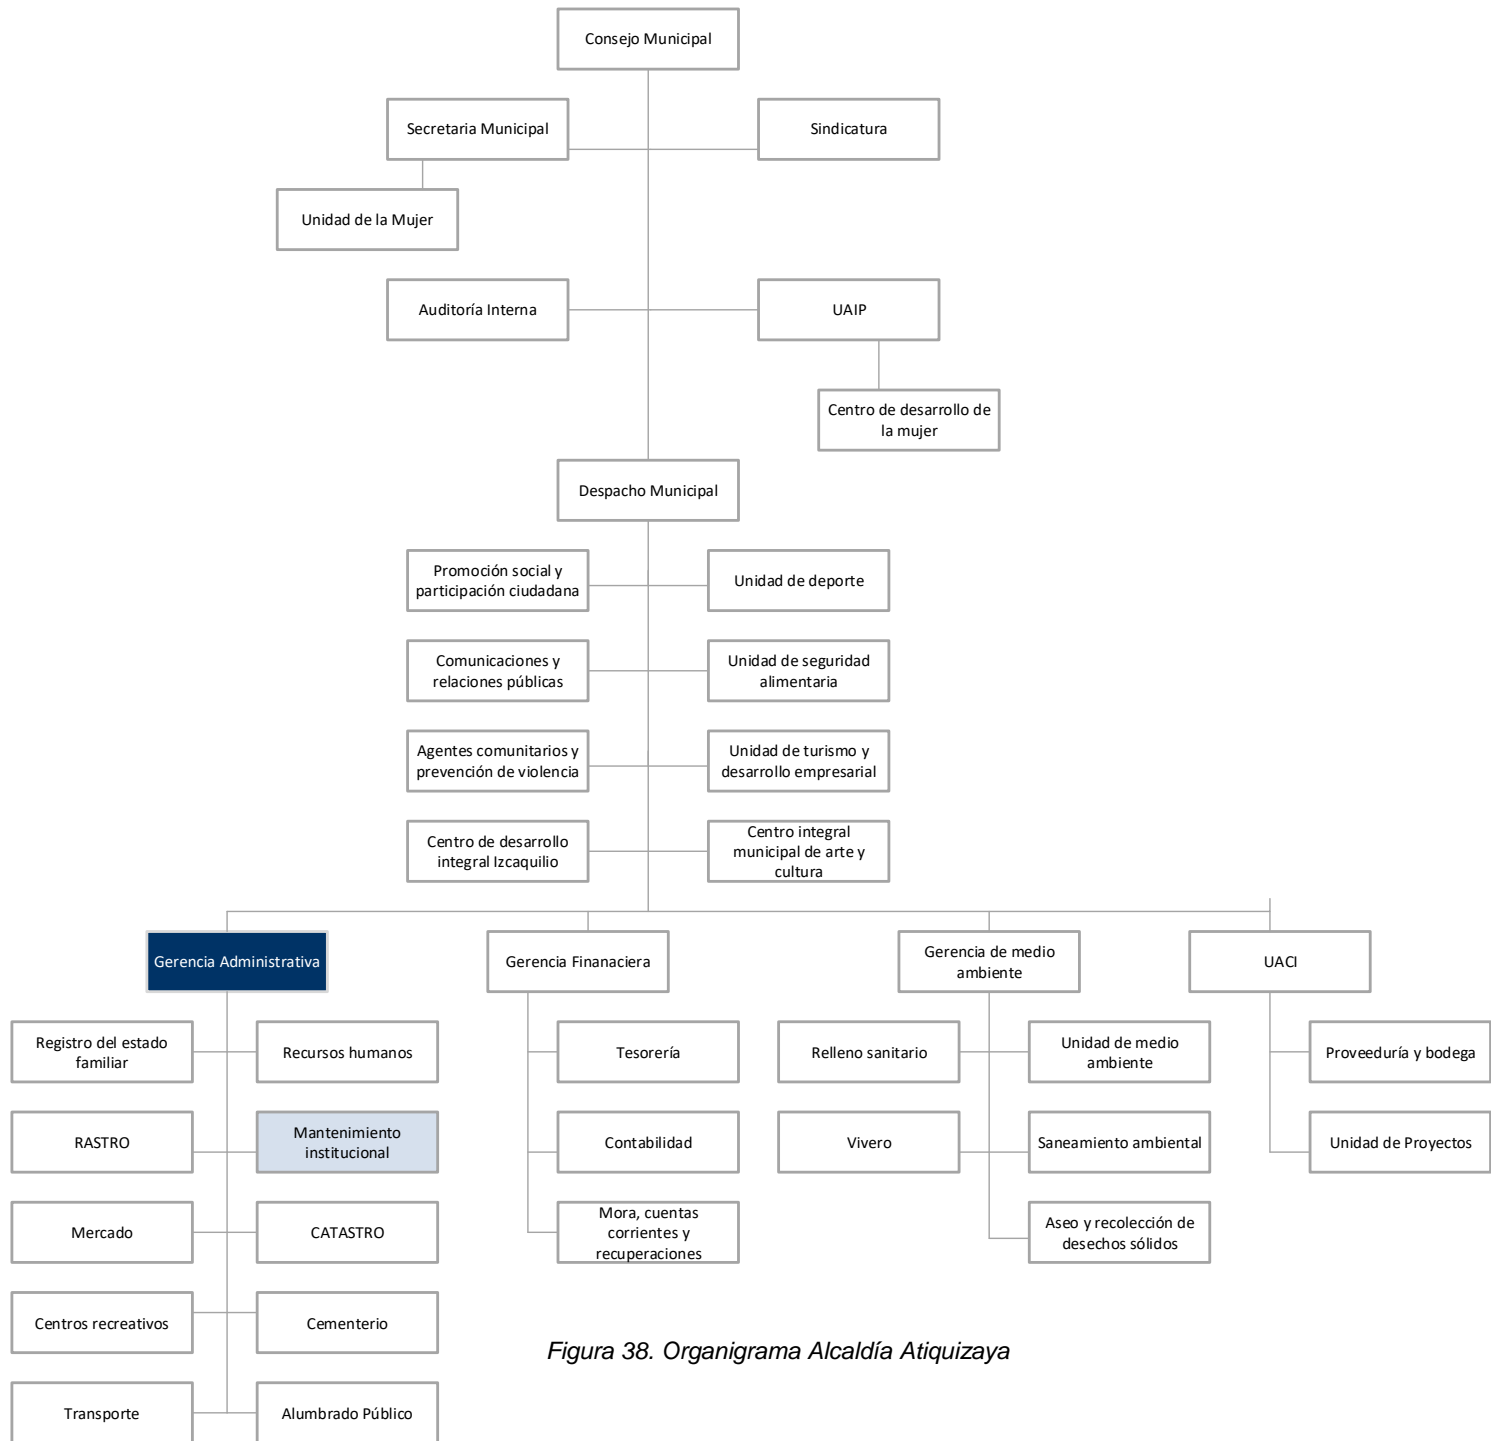 Consejo Municipal
Secretaria Municipal
Sindicatura
Unidad de la Mujer
Auditoría Interna
UAIP
Centro de desarrollo de
la mujer
Despacho Municipal
Promoción social y
participación ciudadana
Unidad de deporte
Comunicaciones y
relaciones públicas
Unidad de seguridad
alimentaria
Agentes comunitarios y
prevención de violencia
Unidad de turismo y
desarrollo empresarial
Centro de desarrollo
integral Izcaquilio
Centro integral
municipal de arte y
cultura
Gerencia Administrativa
Gerencia Finanaciera
Gerencia de medio
ambiente
UACI
Registro del estado
familiar
Recursos humanos
Tesorería
Relleno sanitario
Unidad de medio
ambiente
Proveeduría y bodega
RASTRO
Mantenimiento
institucional
Contabilidad
Vivero
Saneamiento ambiental
Unidad de Proyectos
Mercado
CATASTRO
Mora, cuentas
corrientes y
recuperaciones
Aseo y recolección de
desechos sólidos
Centros recreativos
Cementerio
Figura 38. Organigrama Alcaldía Atiquizaya
Transporte
Alumbrado Público